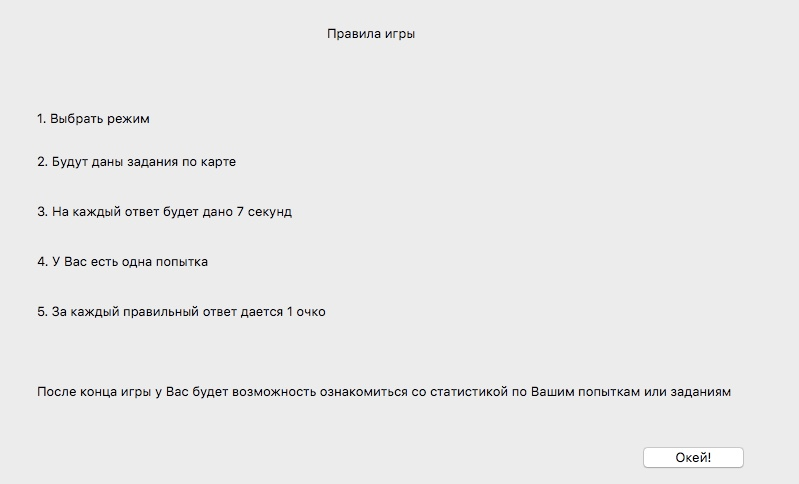 Правила игры
1. Выбрать режим
2. Будут даны задания по карте
3. На каждый ответ будет дано 7 секунд
4. У Вас есть одна попытка
5. За каждый правильный ответ дается 1 очко
После конца игры у Вас будет возможность ознакомиться со статистикой по Вашим попыткам или заданиям
Окей!